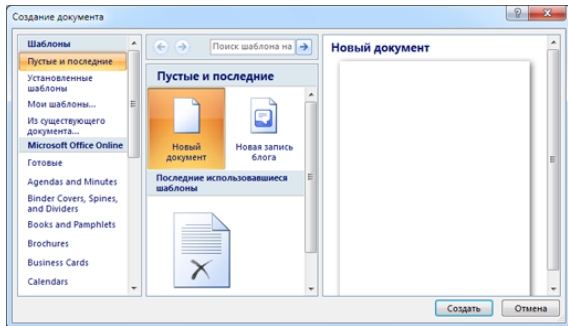 Создание документа
Шаблоны
Пустые и последние
Установленные
шаблоны
Мои шаблоны...
Из существующего
документа...
Microsoft Office Online
Готовые
Agendas and Minutes
Binder Covers, Spines,
and Dividers
Books and Pamphlets
Brochures
Business Cards
Calendars
Поиск шаблона на
Пустые и последние
Новый
документ
Новая запись
блога
Последние использовавшиеся
шаблоны
Новый документ
Создать
Отмена